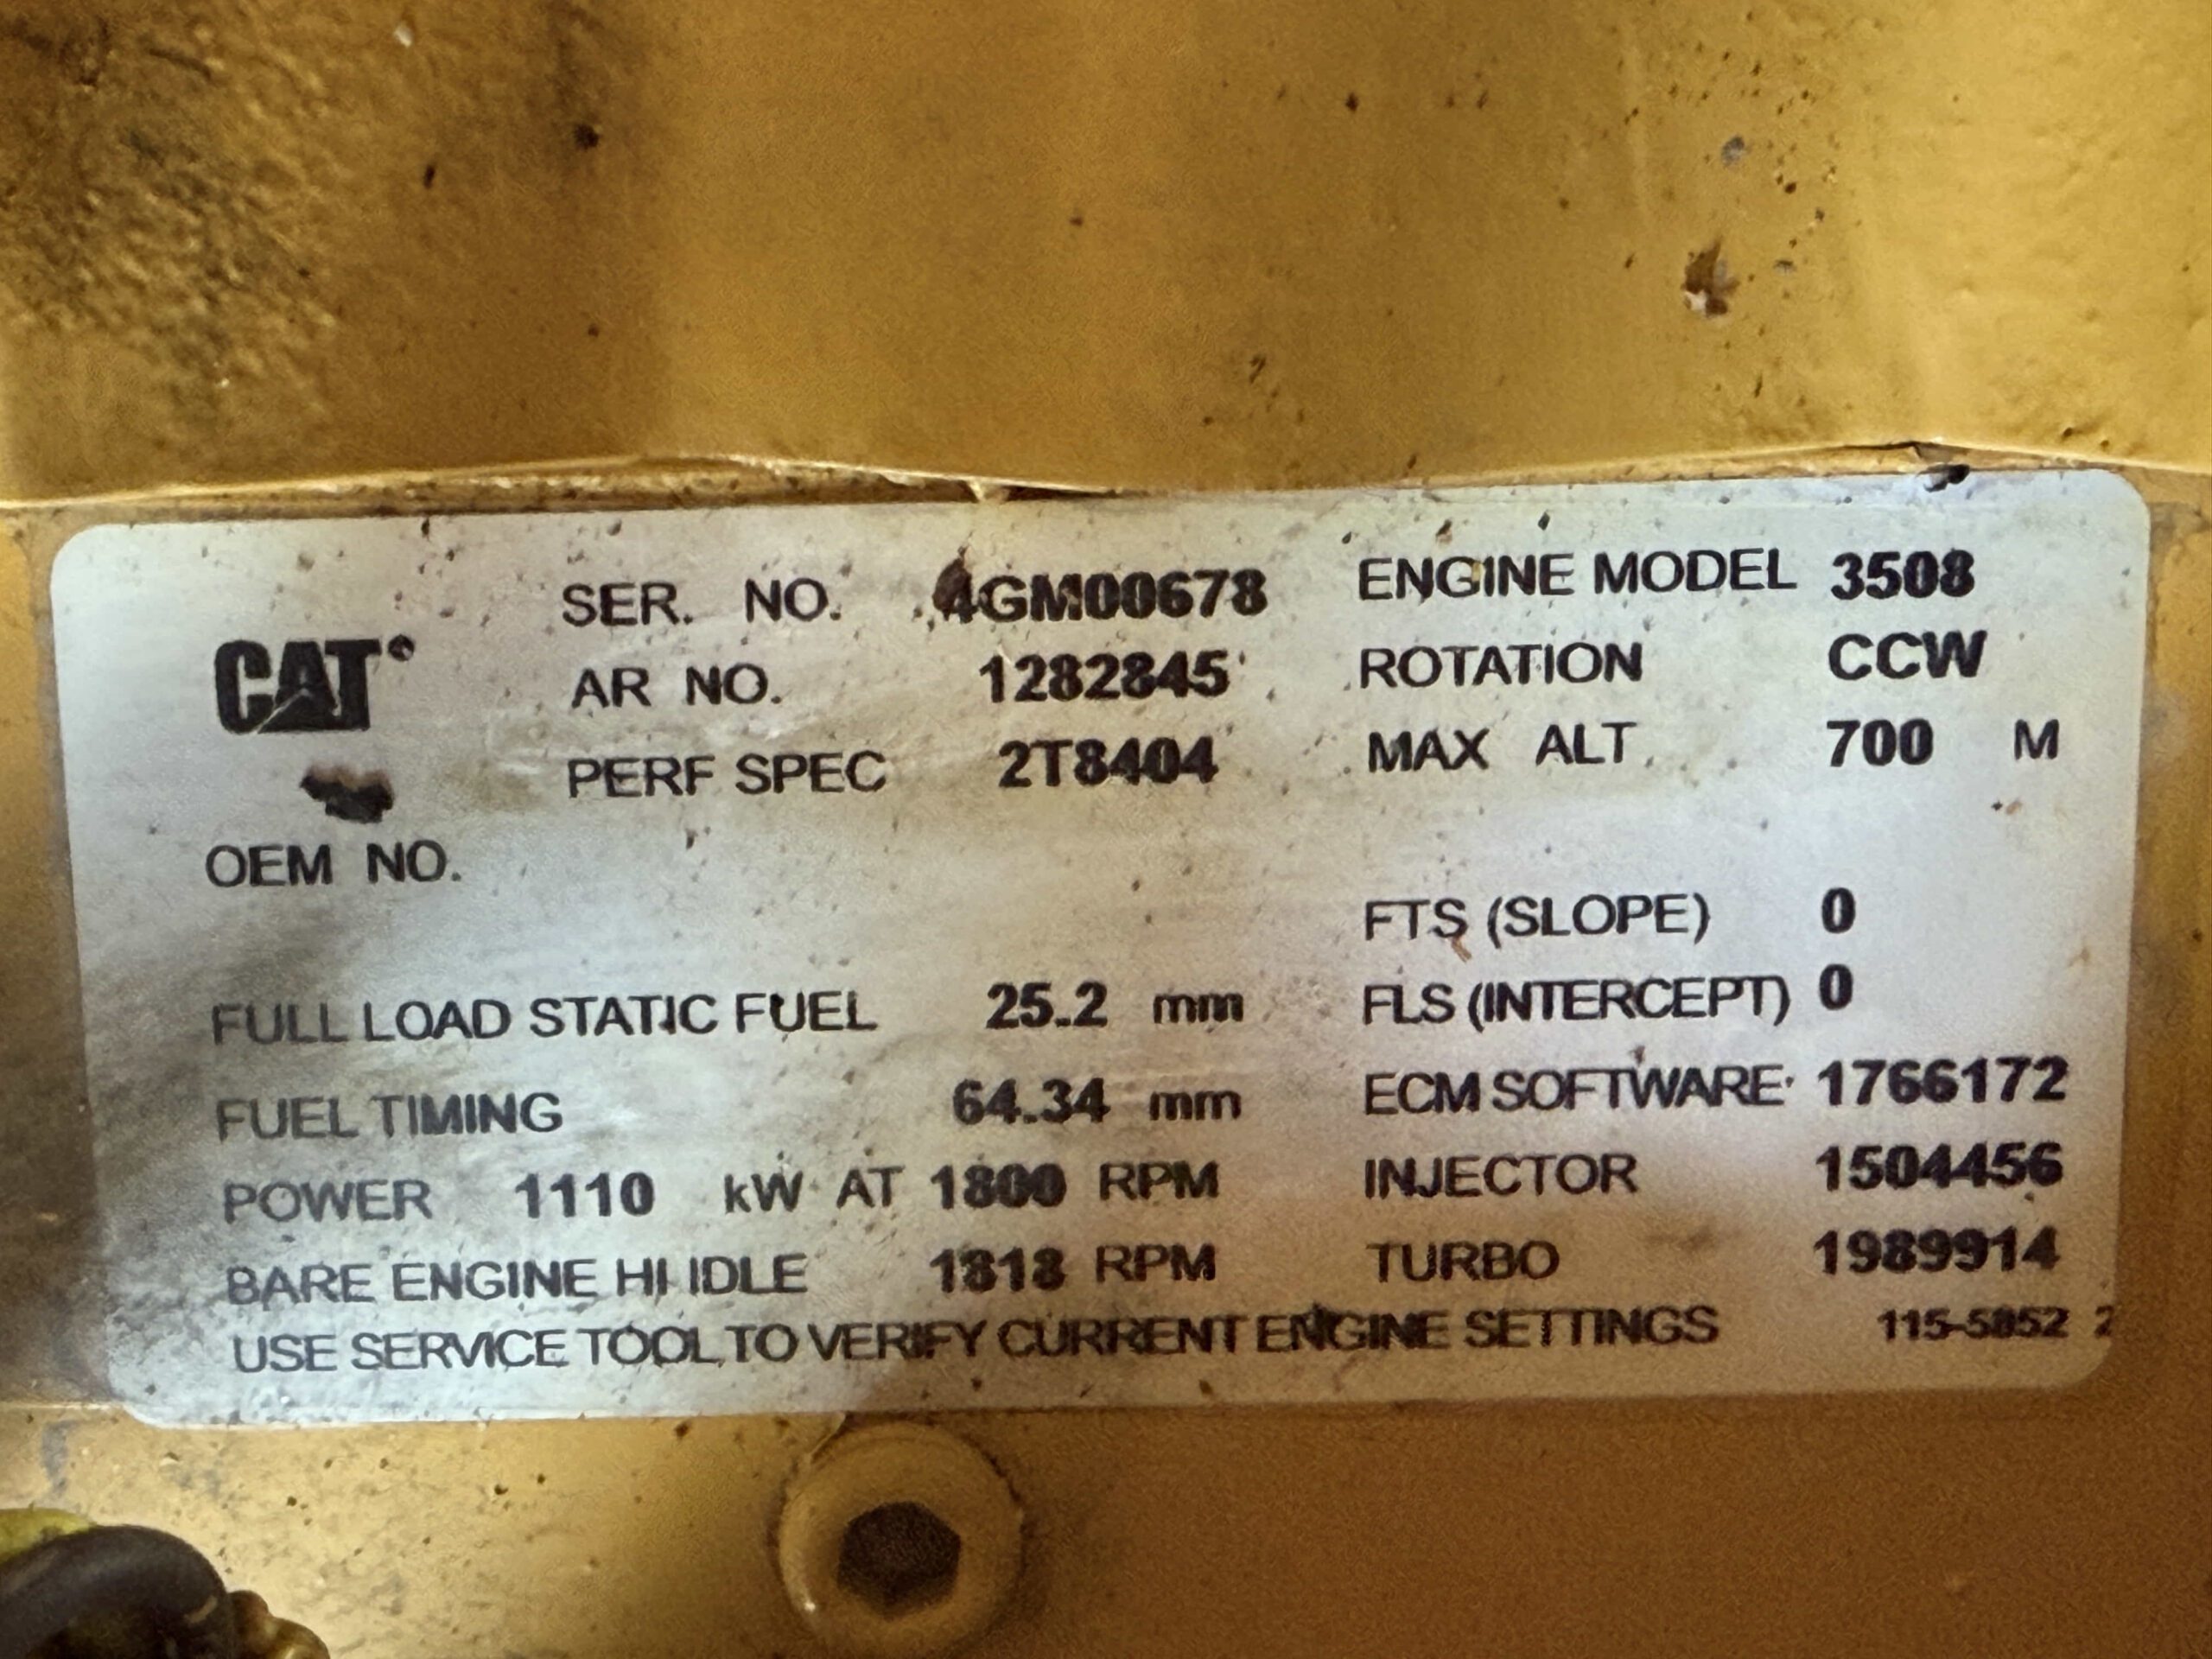 SER. NO. 4GM00678 ENGINE MODEL 3508
CAT
AR NO. 1282845 ROTATION CCW
PERF SPEC 2T8404 MAX ALT. 700 M
OEM NO.
FTS (SLOPE) 0
FULL LOAD STATIC FUEL 25.2 mm FLS (INTERCEPT) 0
FUEL TIMING 64.34 mm ECM SOFTWARE 1766172
POWER 1110 kW AT 1800 RPM INJECTOR 1504456
BARE ENGINE HI IDLE 1818 RPM TURBO 1989914
USE SERVICE TOOL TO VERIFY CURRENT ENGINE SETTINGS 115-5852 2